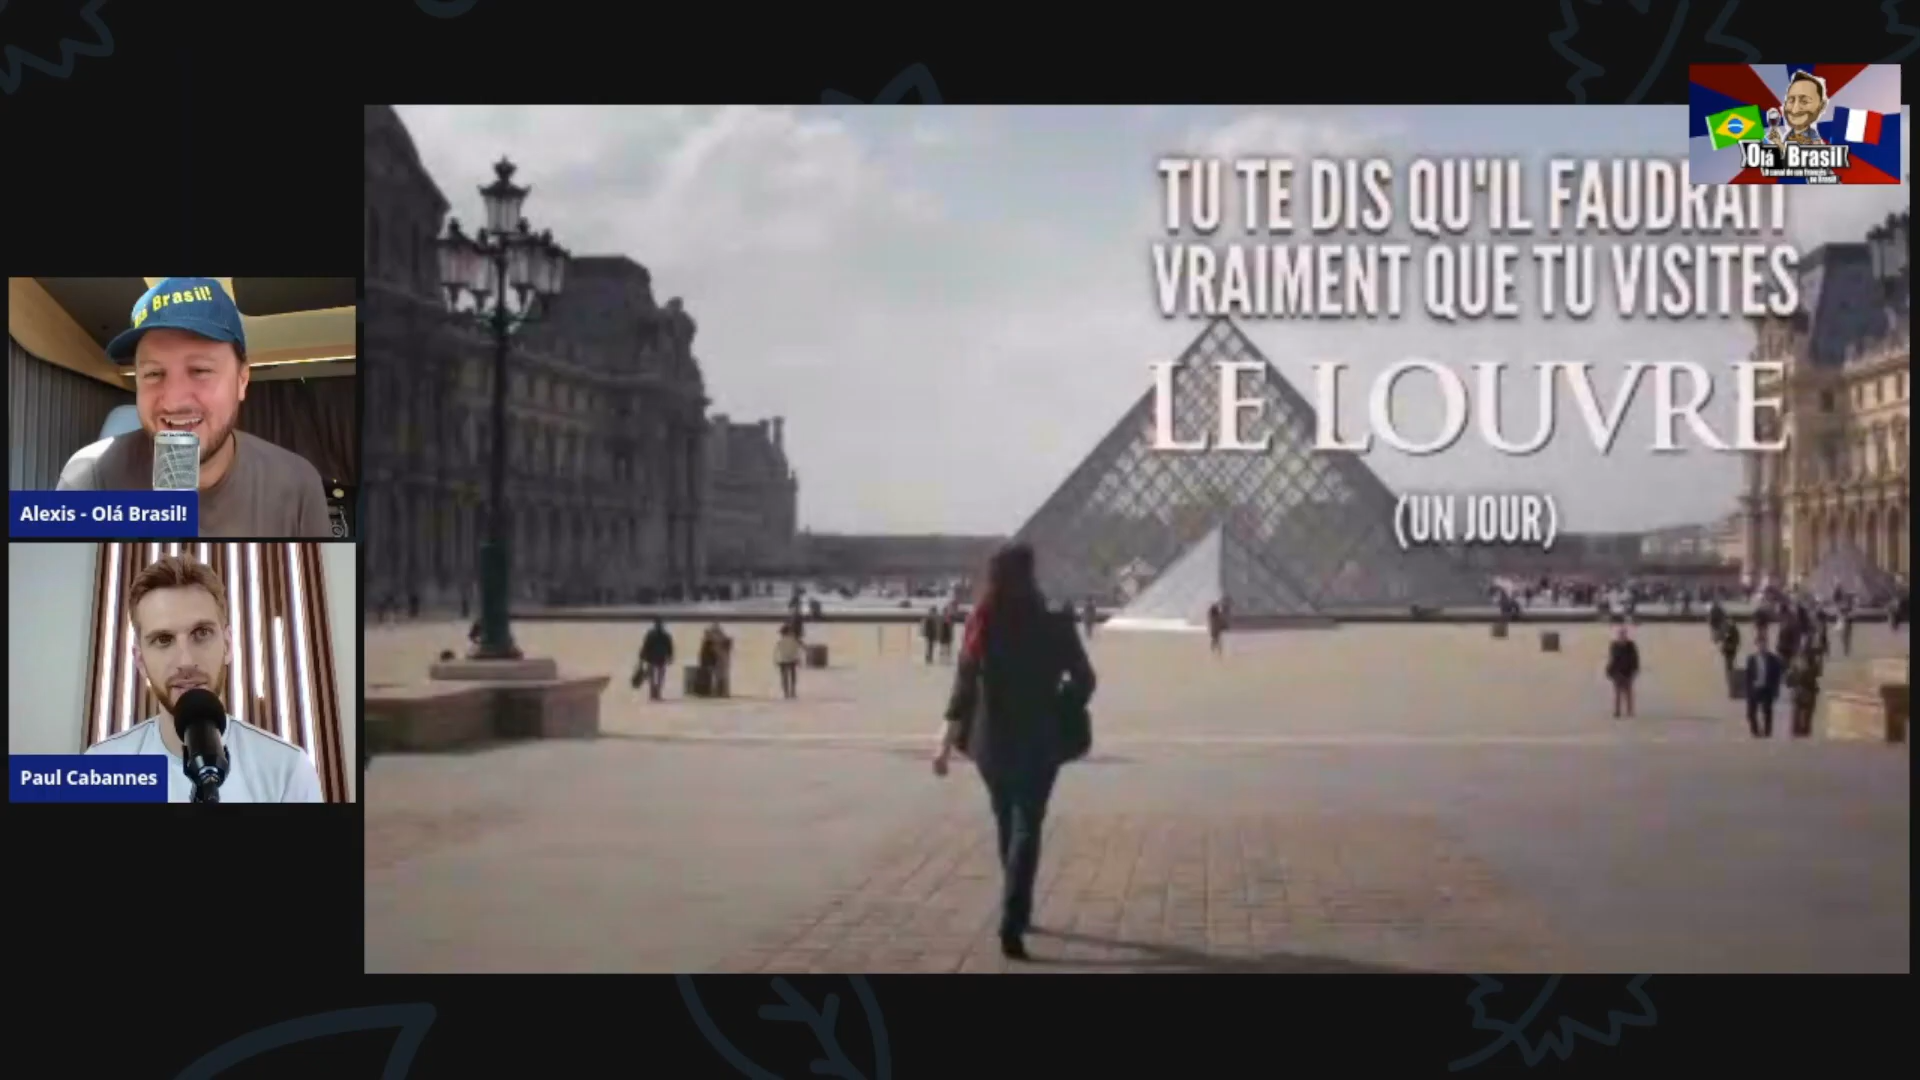 Olá Brasil!
TU TE DIS QU'IL FAUDRAIT
VRAIMENT QUE TU VISITES
LE LOUVRE
(UN JOUR)
Brasil!
Alexis - Olá Brasil!
Paul Cabannes